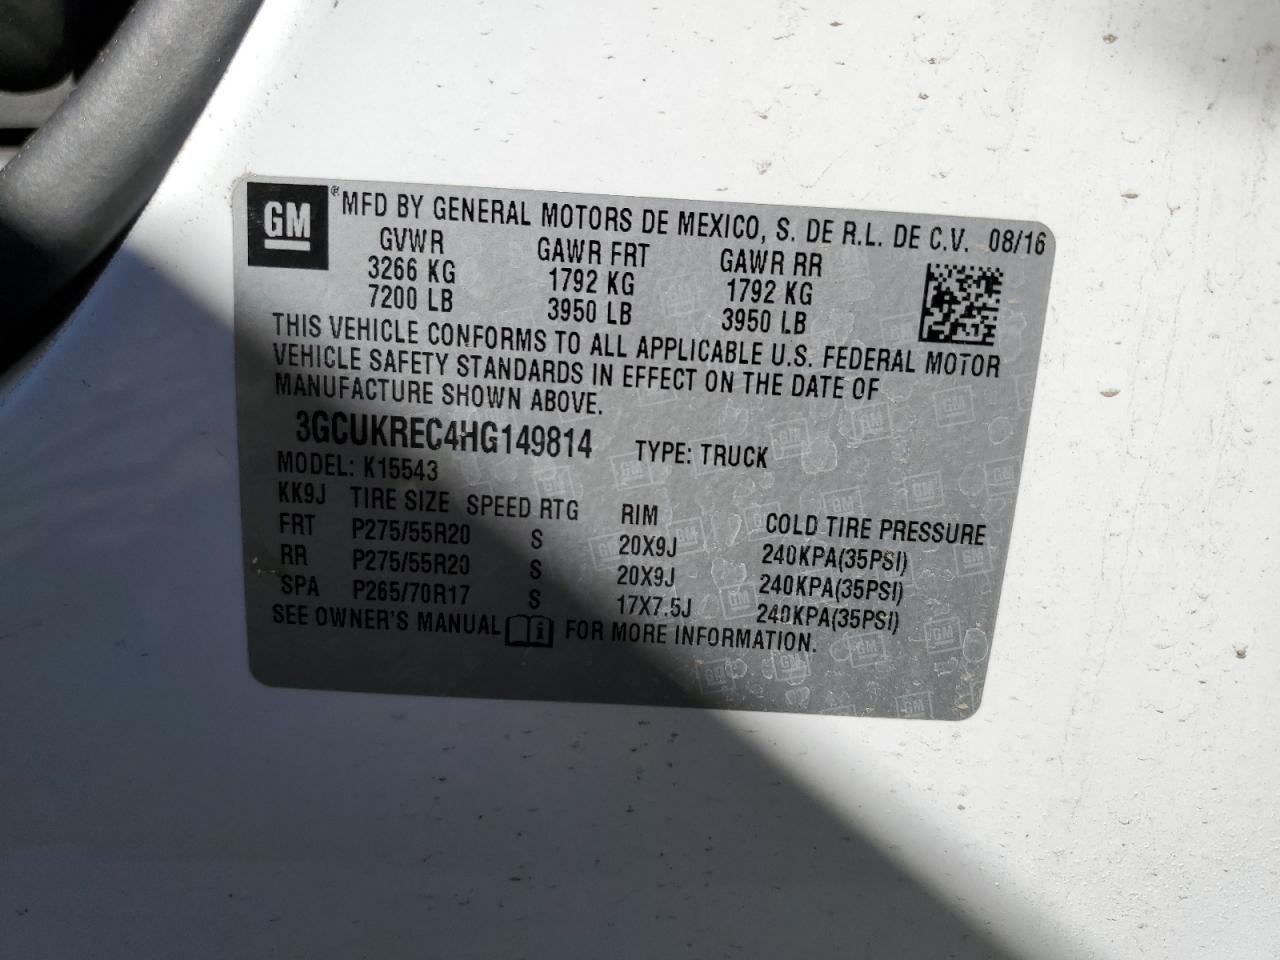 GM ® MFD BY GENERAL MOTORS DE MEXICO, S. DE R.L. DE C.V. 08/16
GVWR GAWR FRT GAWR RR
3266 KG 1792 KG 1792 KG
7200 LB 3950 LB 3950 LB
THIS VEHICLE CONFORMS TO ALL APPLICABLE U.S. FEDERAL MOTOR
VEHICLE SAFETY STANDARDS IN EFFECT ON THE DATE OF
MANUFACTURE SHOWN ABOVE.
3GCUKREC4HG149814 TYPE: TRUCK
MODEL: K15543
KK9J TIRE SIZE SPEED RTG RIM COLD TIRE PRESSURE
FRT P275/55R20 S 20X9J 240KPA(35PSI)
RR P275/55R20 S 20X9J 240KPA(35PSI)
SPA P265/70R17 S 17X7.5J 240KPA(35PSI)
SEE OWNER'S MANUAL FOR MORE INFORMATION.